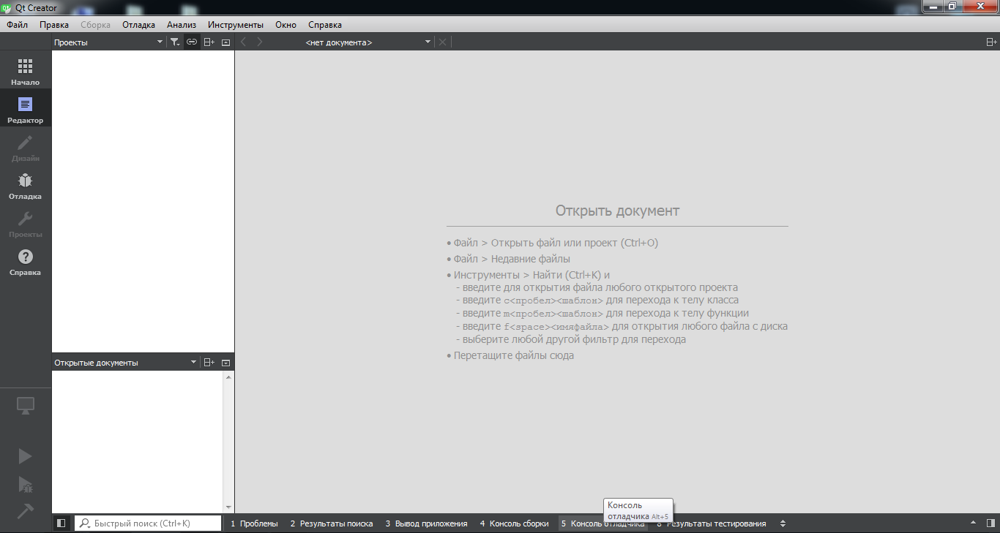 Qt Creator
Файл Правка Сборка Отладка Анализ Инструменты Окно Справка
Проекты
<нет документа>
Начало
Редактор
Дизайн
Отладка
Проекты
Справка
Открыть документ
• Файл > Открыть файл или проект (Ctrl+O)
• Файл > Недавние файлы
• Инструменты > Найти (Ctrl+K) и
- введите для открытия файла любого открытого проекта
- введите c<пробел><шаблон> для перехода к телу класса
- введите m<пробел><шаблон> для перехода к телу функции
- введите f<space><имяфайла> для открытия любого файла с диска
- выберите любой другой фильтр для перехода
• Перетащите файлы сюда
Открытые документы
Консоль
отладчика Alt+5
Быстрый поиск (Ctrl+K)
1 Проблемы 2 Результаты поиска 3 Вывод приложения 4 Консоль сборки 5 Консоль отладчика 8 Результаты тестирования